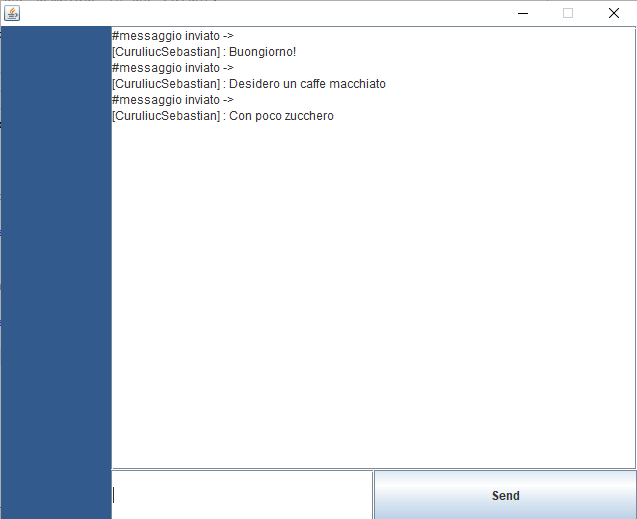 #messaggio inviato ->
[CuruliucSebastian] : Buongiorno!
#messaggio inviato ->
[CuruliucSebastian] : Desidero un caffe macchiato
#messaggio inviato ->
[CuruliucSebastian] : Con poco zucchero
Send